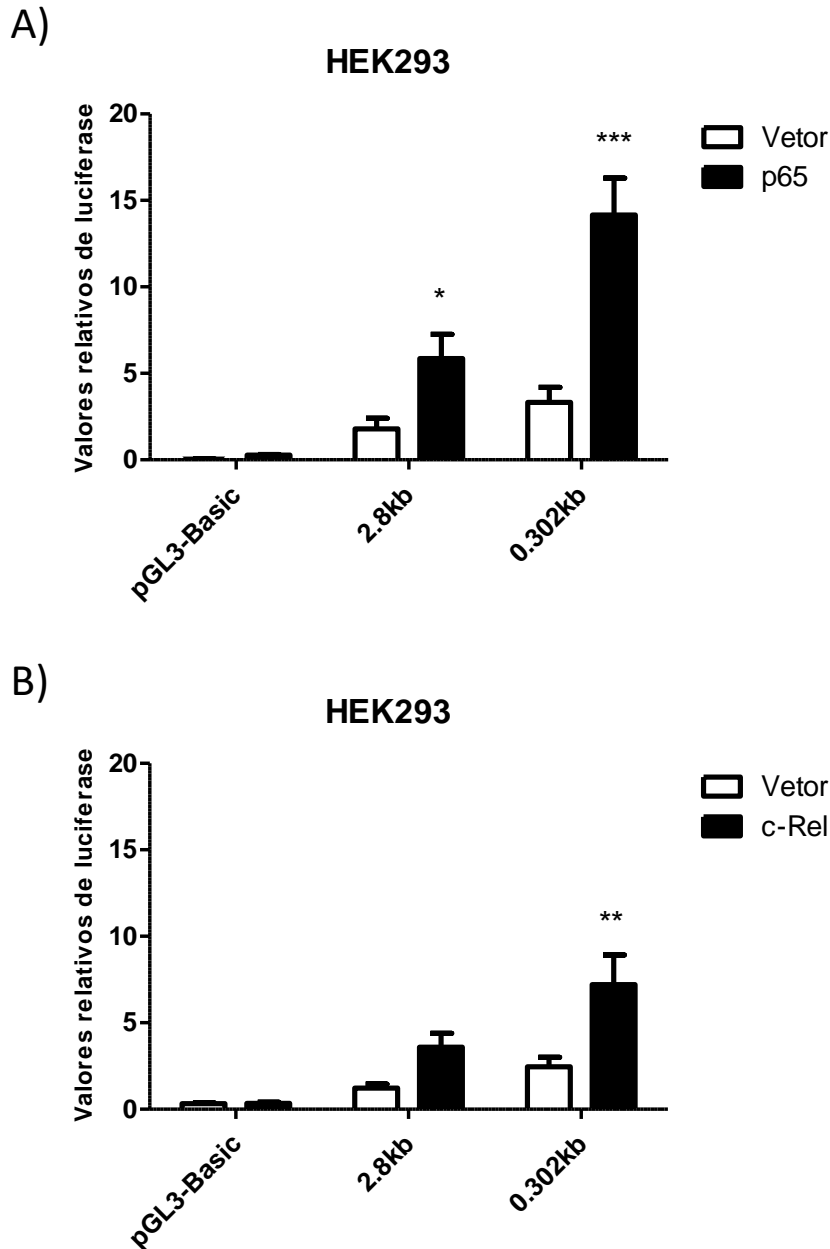 A)
HEK293
Valores relativos de luciferase
20
15
10
5
0
*
***
Vetor
p65
pGL3-Basic
2.8kb
0.302kb
B)
HEK293
Valores relativos de luciferase
20
15
10
5
0
**
Vetor
c-Rel
pGL3-Basic
2.8kb
0.302kb